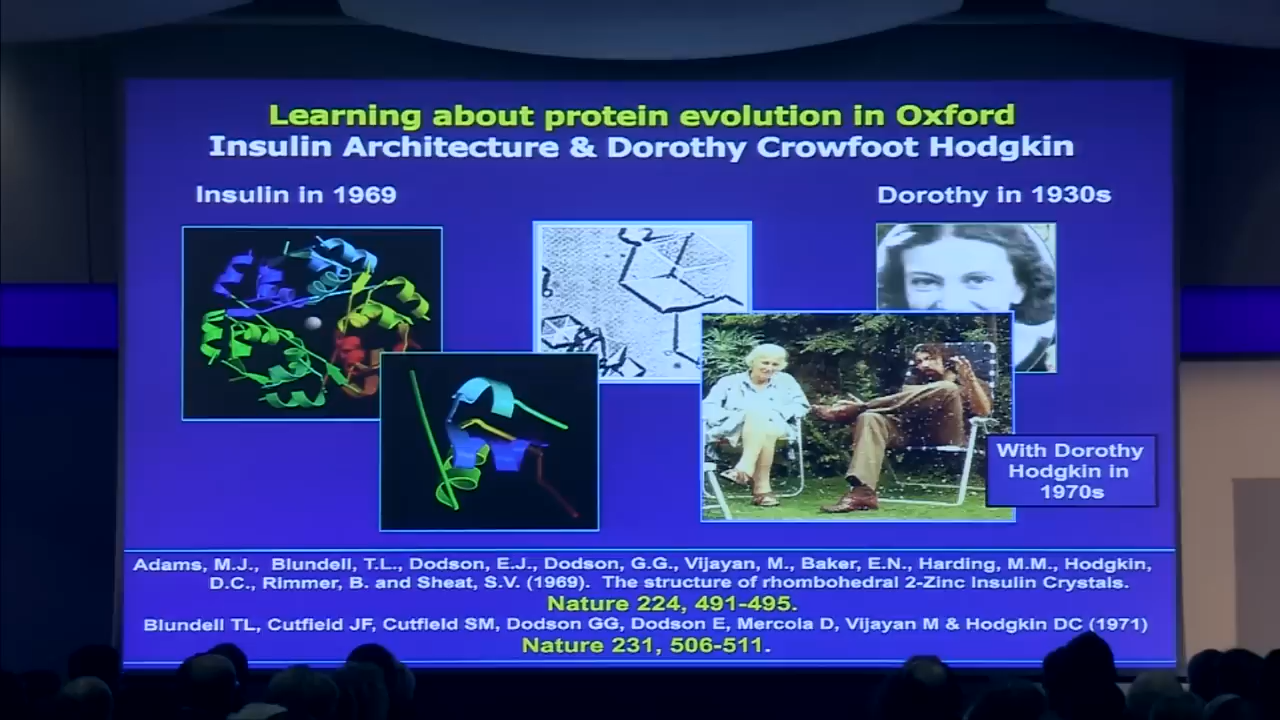 Learning about protein evolution in Oxford
Insulin Architecture & Dorothy Crowfoot Hodgkin
Insulin in 1969
Dorothy in 1930s
With Dorothy
Hodgkin in
1970s
Adams, M.J., Blundell, T.L., Dodson, E.J., Dodson, G.G., Vijayan, M., Baker, E.N., Harding, M.M., Hodgkin,
D.C., Rimmer, B. and Sheat, S.V. (1969). The structure of rhombohedral 2-Zinc Insulin Crystals.
Nature 224, 491-495.
Blundell TL, Cutfield JF, Cutfield SM, Dodson GG, Dodson E, Mercola D, Vijayan M & Hodgkin DC (1971)
Nature 231, 506-511.